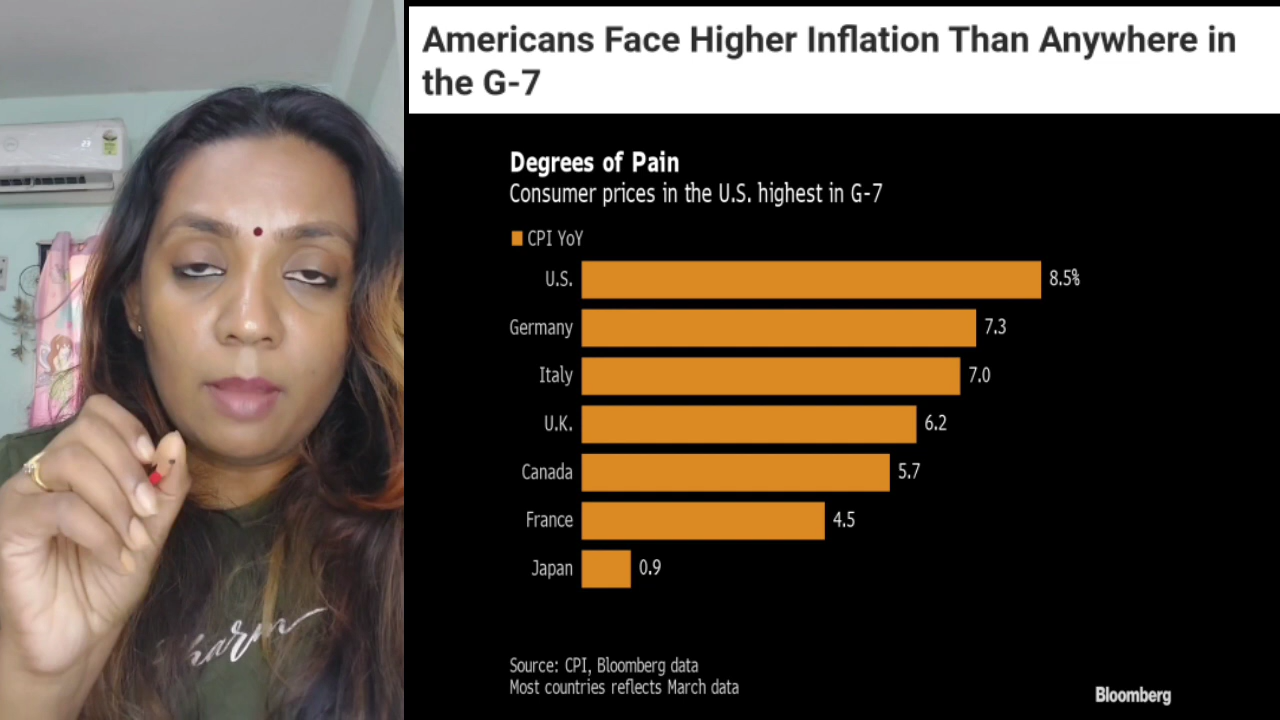 Americans Face Higher Inflation Than Anywhere in
the G-7
Degrees of Pain
Consumer prices in the U.S. highest in G-7
CPI YoY
U.S. 8.5%
Germany 7.3
Italy 7.0
U.K. 6.2
Canada 5.7
France 4.5
Japan 0.9
Source: CPI, Bloomberg data
Most countries reflects March data
Bloomberg